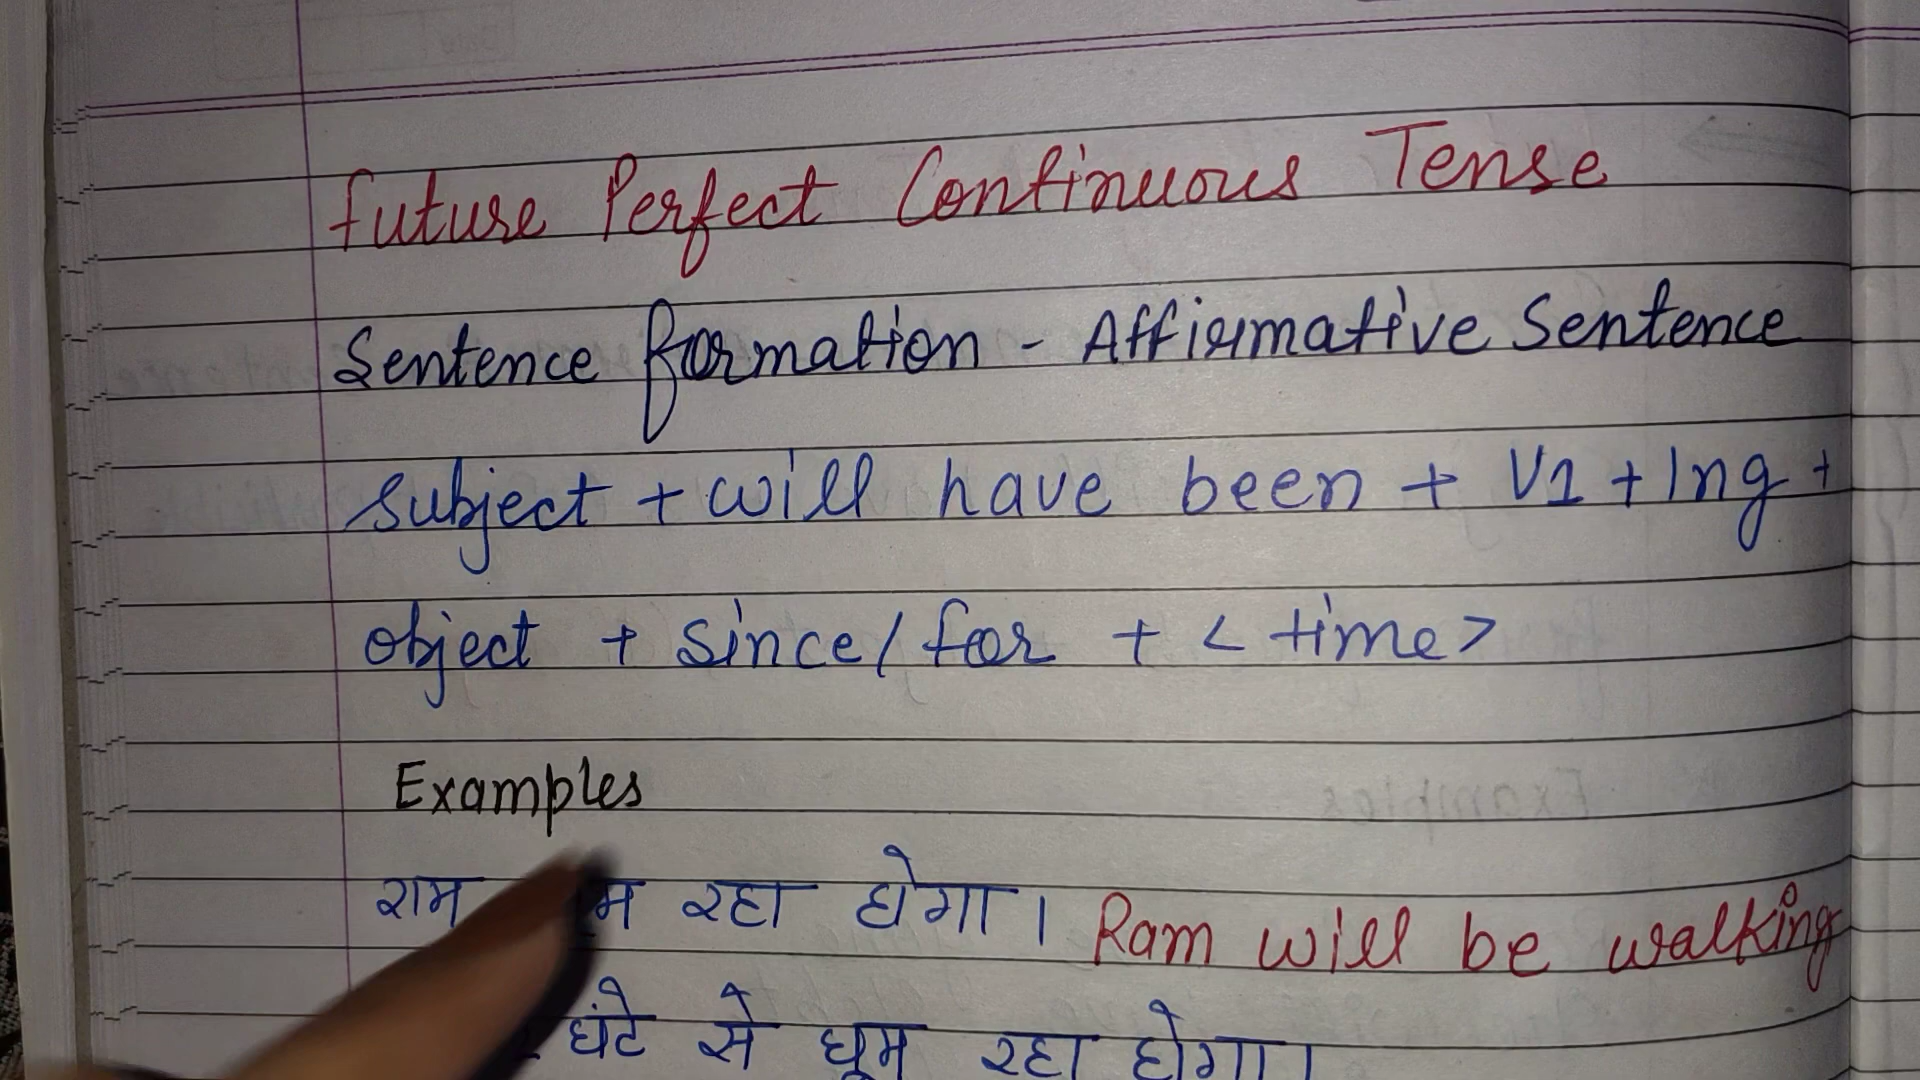 future Perfect Continuous Tense
Sentence formation - Affirmative Sentence
subject + will have been + V1 + Ing +
object + since/for + < time >
Examples
राम रहा होगा। Ram will be walking
घंटे से घूम रहा होगा।